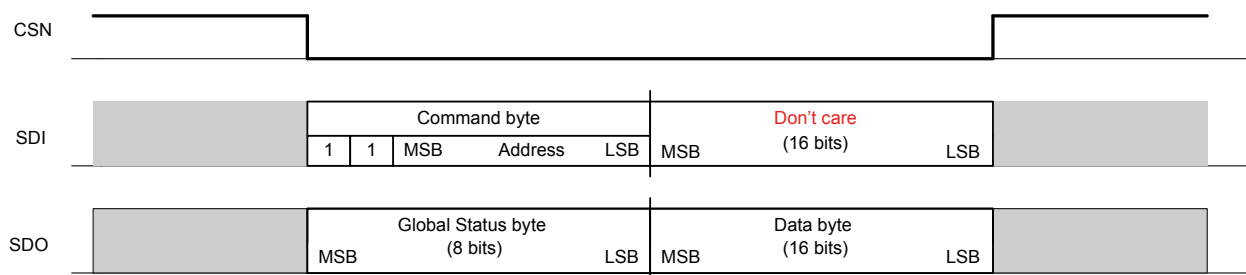 CSN
SDI
Command byte
1 1 MSB Address LSB
Don't care
(16 bits)
MSB LSB
SDO
Global Status byte
(8 bits)
MSB LSB
Data byte
(16 bits)
MSB LSB